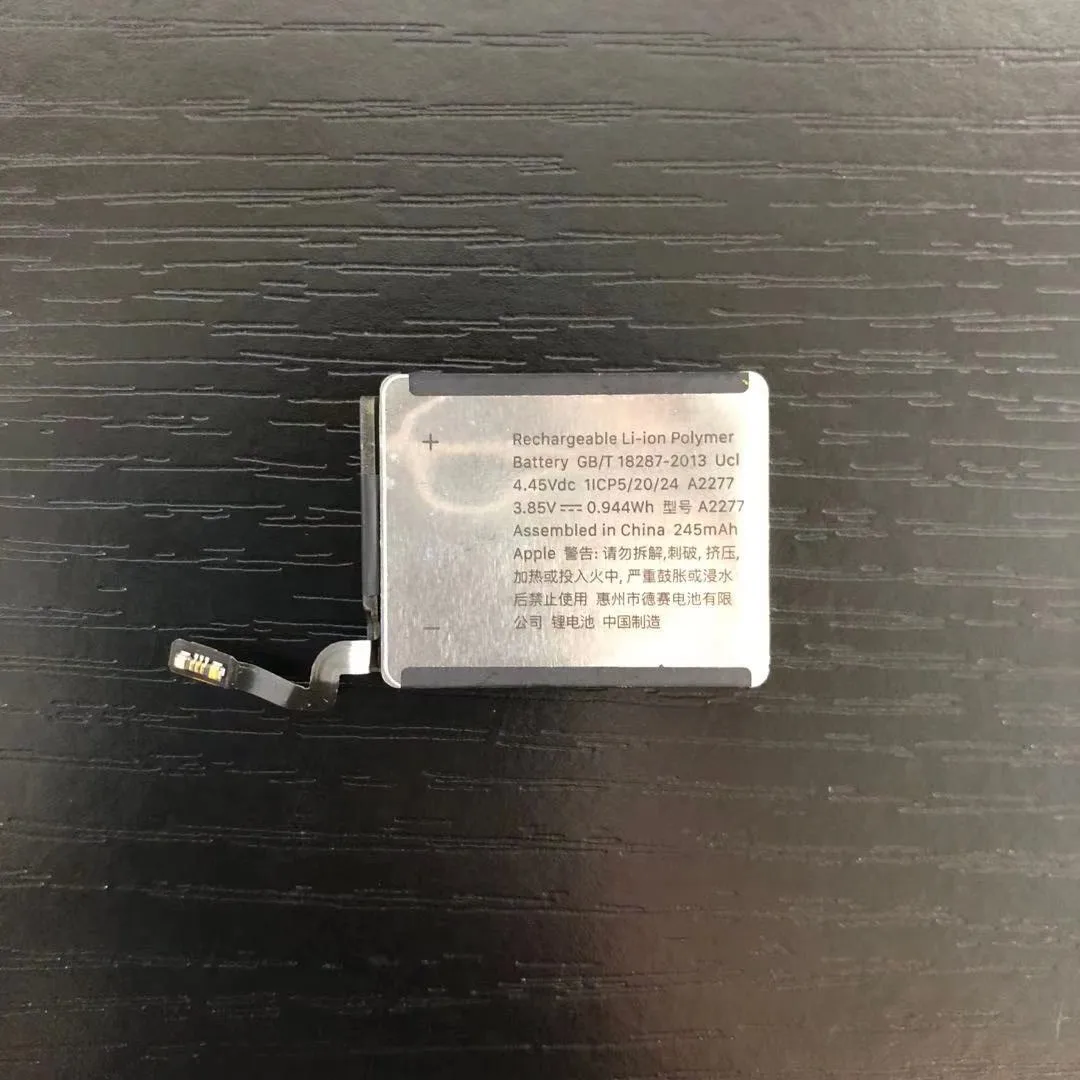 +
Rechargeable Li-ion Polymer
Battery GB/T 18287-2013 Ucl
4.45Vdc 1ICP5/20/24 A2277
3.85V⎓0.944Wh 型号 A2277
Assembled in China 245mAh
Apple 警告: 请勿拆解,刺破, 挤压,
加热或投入火中, 严重鼓胀或浸水
后禁止使用 惠州市德赛电池有限
公司 锂电池 中国制造
−